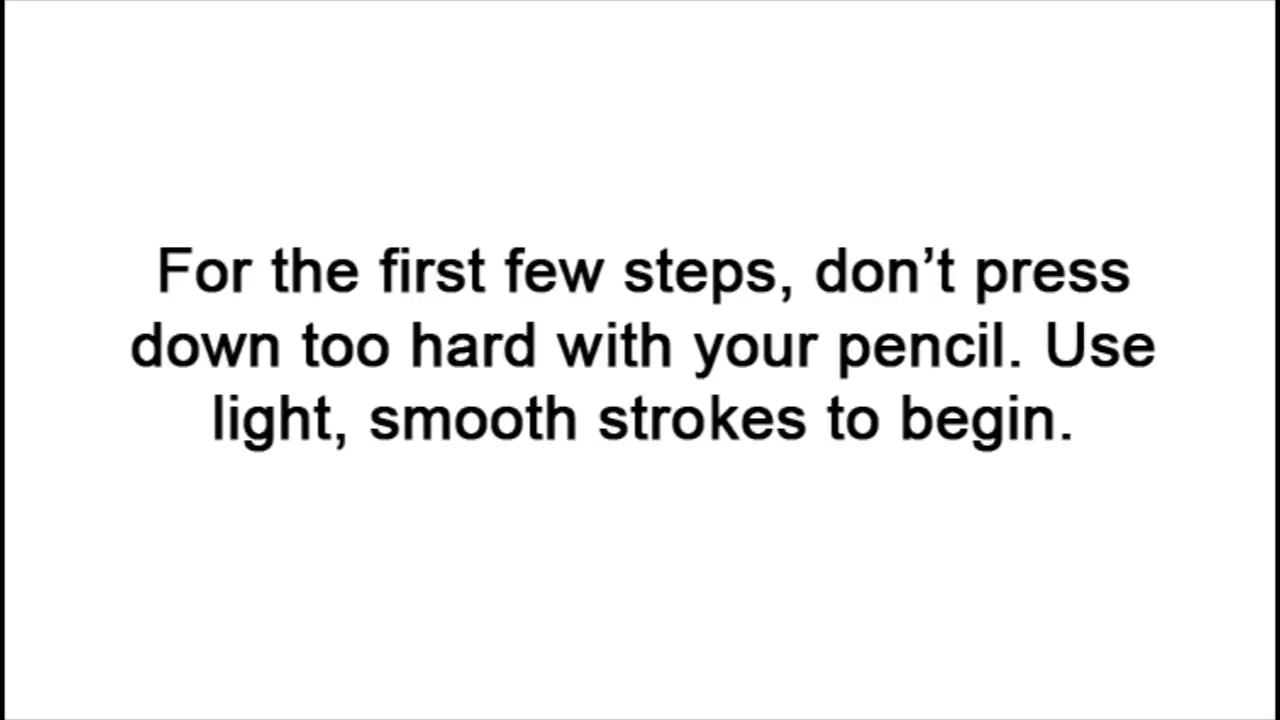 For the first few steps, don’t press
down too hard with your pencil. Use
light, smooth strokes to begin.